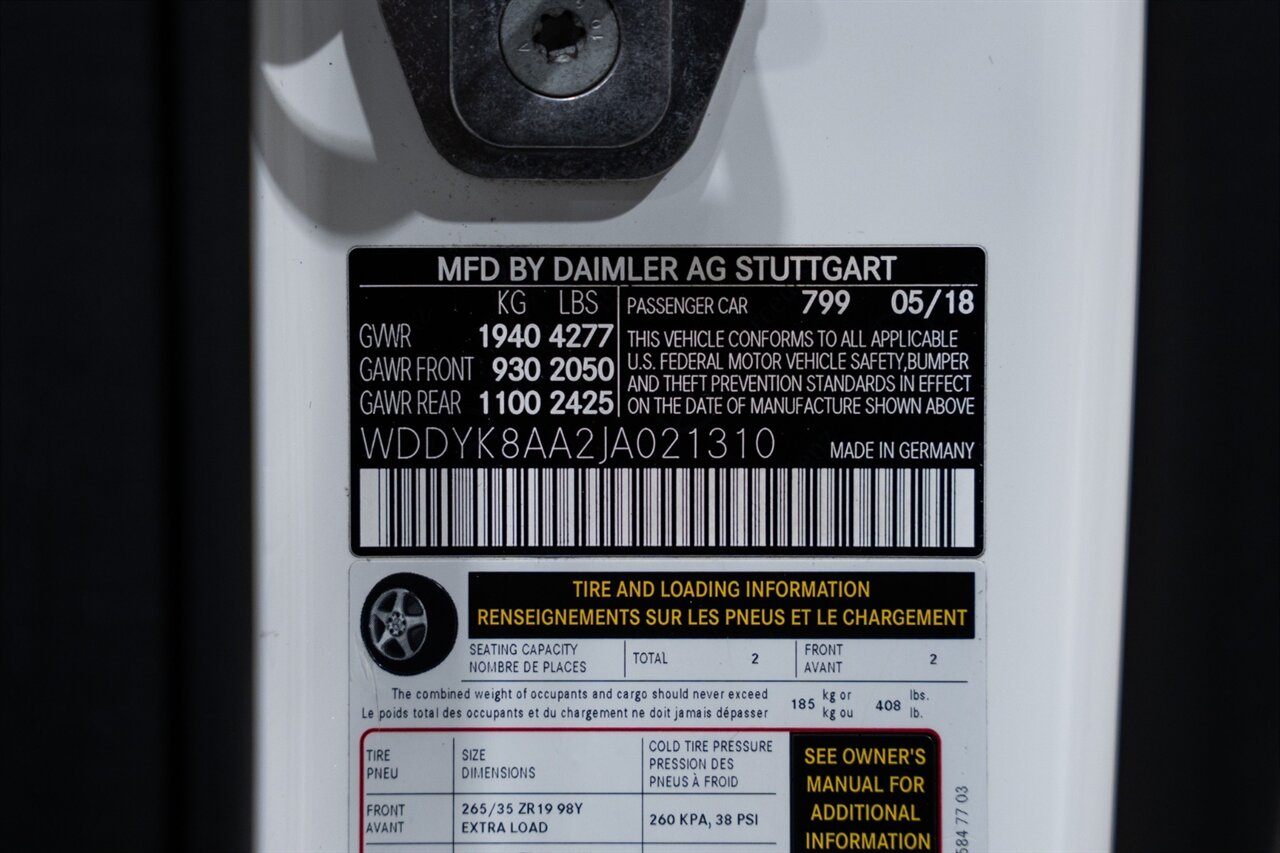 10
MFD BY DAIMLER AG STUTTGART
KG LBS
GVWR 1940 4277
GAWR FRONT 930 2050
GAWR REAR 1100 2425
PASSENGER CAR 799 05/18
THIS VEHICLE CONFORMS TO ALL APPLICABLE
U.S. FEDERAL MOTOR VEHICLE SAFETY,BUMPER
AND THEFT PREVENTION STANDARDS IN EFFECT
ON THE DATE OF MANUFACTURE SHOWN ABOVE
WDDYK8AA2JA021310 MADE IN GERMANY
TIRE AND LOADING INFORMATION
RENSEIGNEMENTS SUR LES PNEUS ET LE CHARGEMENT
SEATING CAPACITY
NOMBRE DE PLACES
TOTAL 2
FRONT
AVANT
2
The combined weight of occupants and cargo should never exceed
Le poids total des occupants et du chargement ne doit jamais dépasser
185 kg or
kg ou
408 lbs.
lb.
TIRE
PNEU
SIZE
DIMENSIONS
COLD TIRE PRESSURE
PRESSION DES
PNEUS À FROID
FRONT
AVANT
265/35 ZR19 98Y
EXTRA LOAD
260 KPA, 38 PSI
SEE OWNER'S
MANUAL FOR
ADDITIONAL
INFORMATION
584 77 03